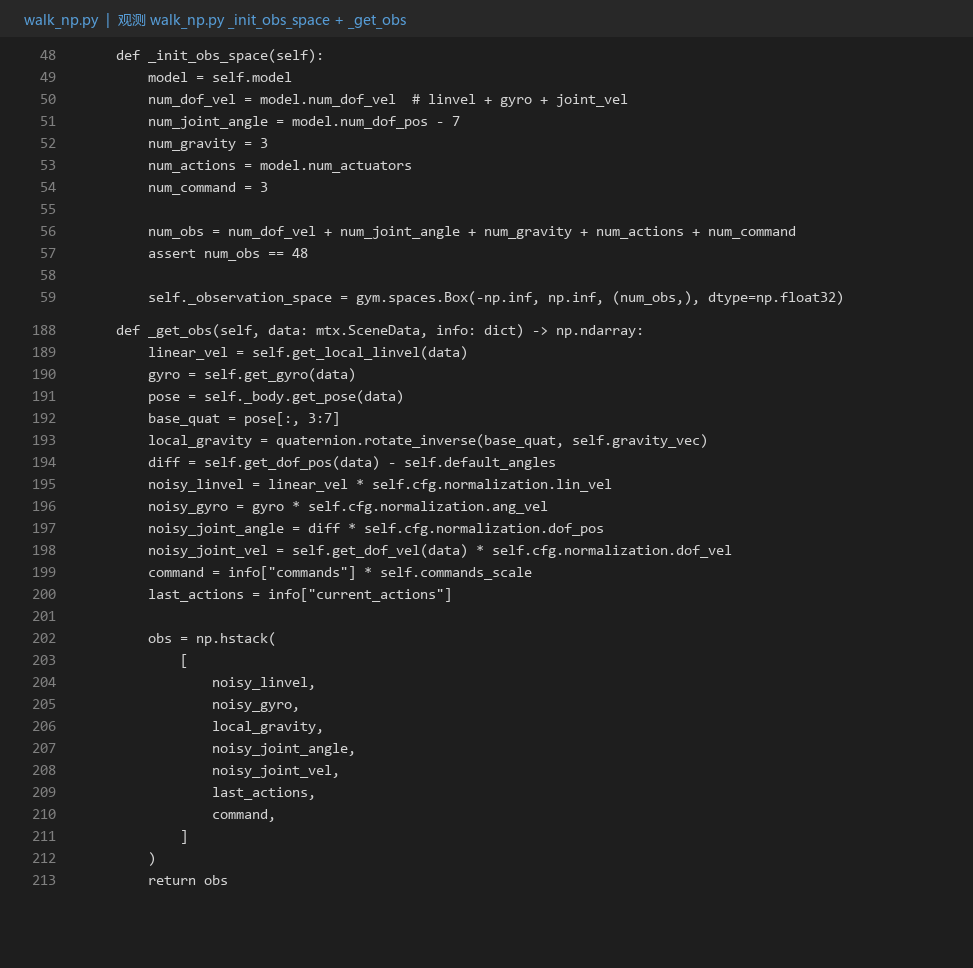 walk_np.py | 观测 walk_np.py _init_obs_space + _get_obs
48 def _init_obs_space(self):
49 model = self.model
50 num_dof_vel = model.num_dof_vel # linvel + gyro + joint_vel
51 num_joint_angle = model.num_dof_pos - 7
52 num_gravity = 3
53 num_actions = model.num_actuators
54 num_command = 3
55
56 num_obs = num_dof_vel + num_joint_angle + num_gravity + num_actions + num_command
57 assert num_obs == 48
58
59 self._observation_space = gym.spaces.Box(-np.inf, np.inf, (num_obs,), dtype=np.float32)
188 def _get_obs(self, data: mtx.SceneData, info: dict) -> np.ndarray:
189 linear_vel = self.get_local_linvel(data)
190 gyro = self.get_gyro(data)
191 pose = self._body.get_pose(data)
192 base_quat = pose[:, 3:7]
193 local_gravity = quaternion.rotate_inverse(base_quat, self.gravity_vec)
194 diff = self.get_dof_pos(data) - self.default_angles
195 noisy_linvel = linear_vel * self.cfg.normalization.lin_vel
196 noisy_gyro = gyro * self.cfg.normalization.ang_vel
197 noisy_joint_angle = diff * self.cfg.normalization.dof_pos
198 noisy_joint_vel = self.get_dof_vel(data) * self.cfg.normalization.dof_vel
199 command = info["commands"] * self.commands_scale
200 last_actions = info["current_actions"]
201
202 obs = np.hstack(
203 [
204 noisy_linvel,
205 noisy_gyro,
206 local_gravity,
207 noisy_joint_angle,
208 noisy_joint_vel,
209 last_actions,
210 command,
211 ]
212 )
213 return obs